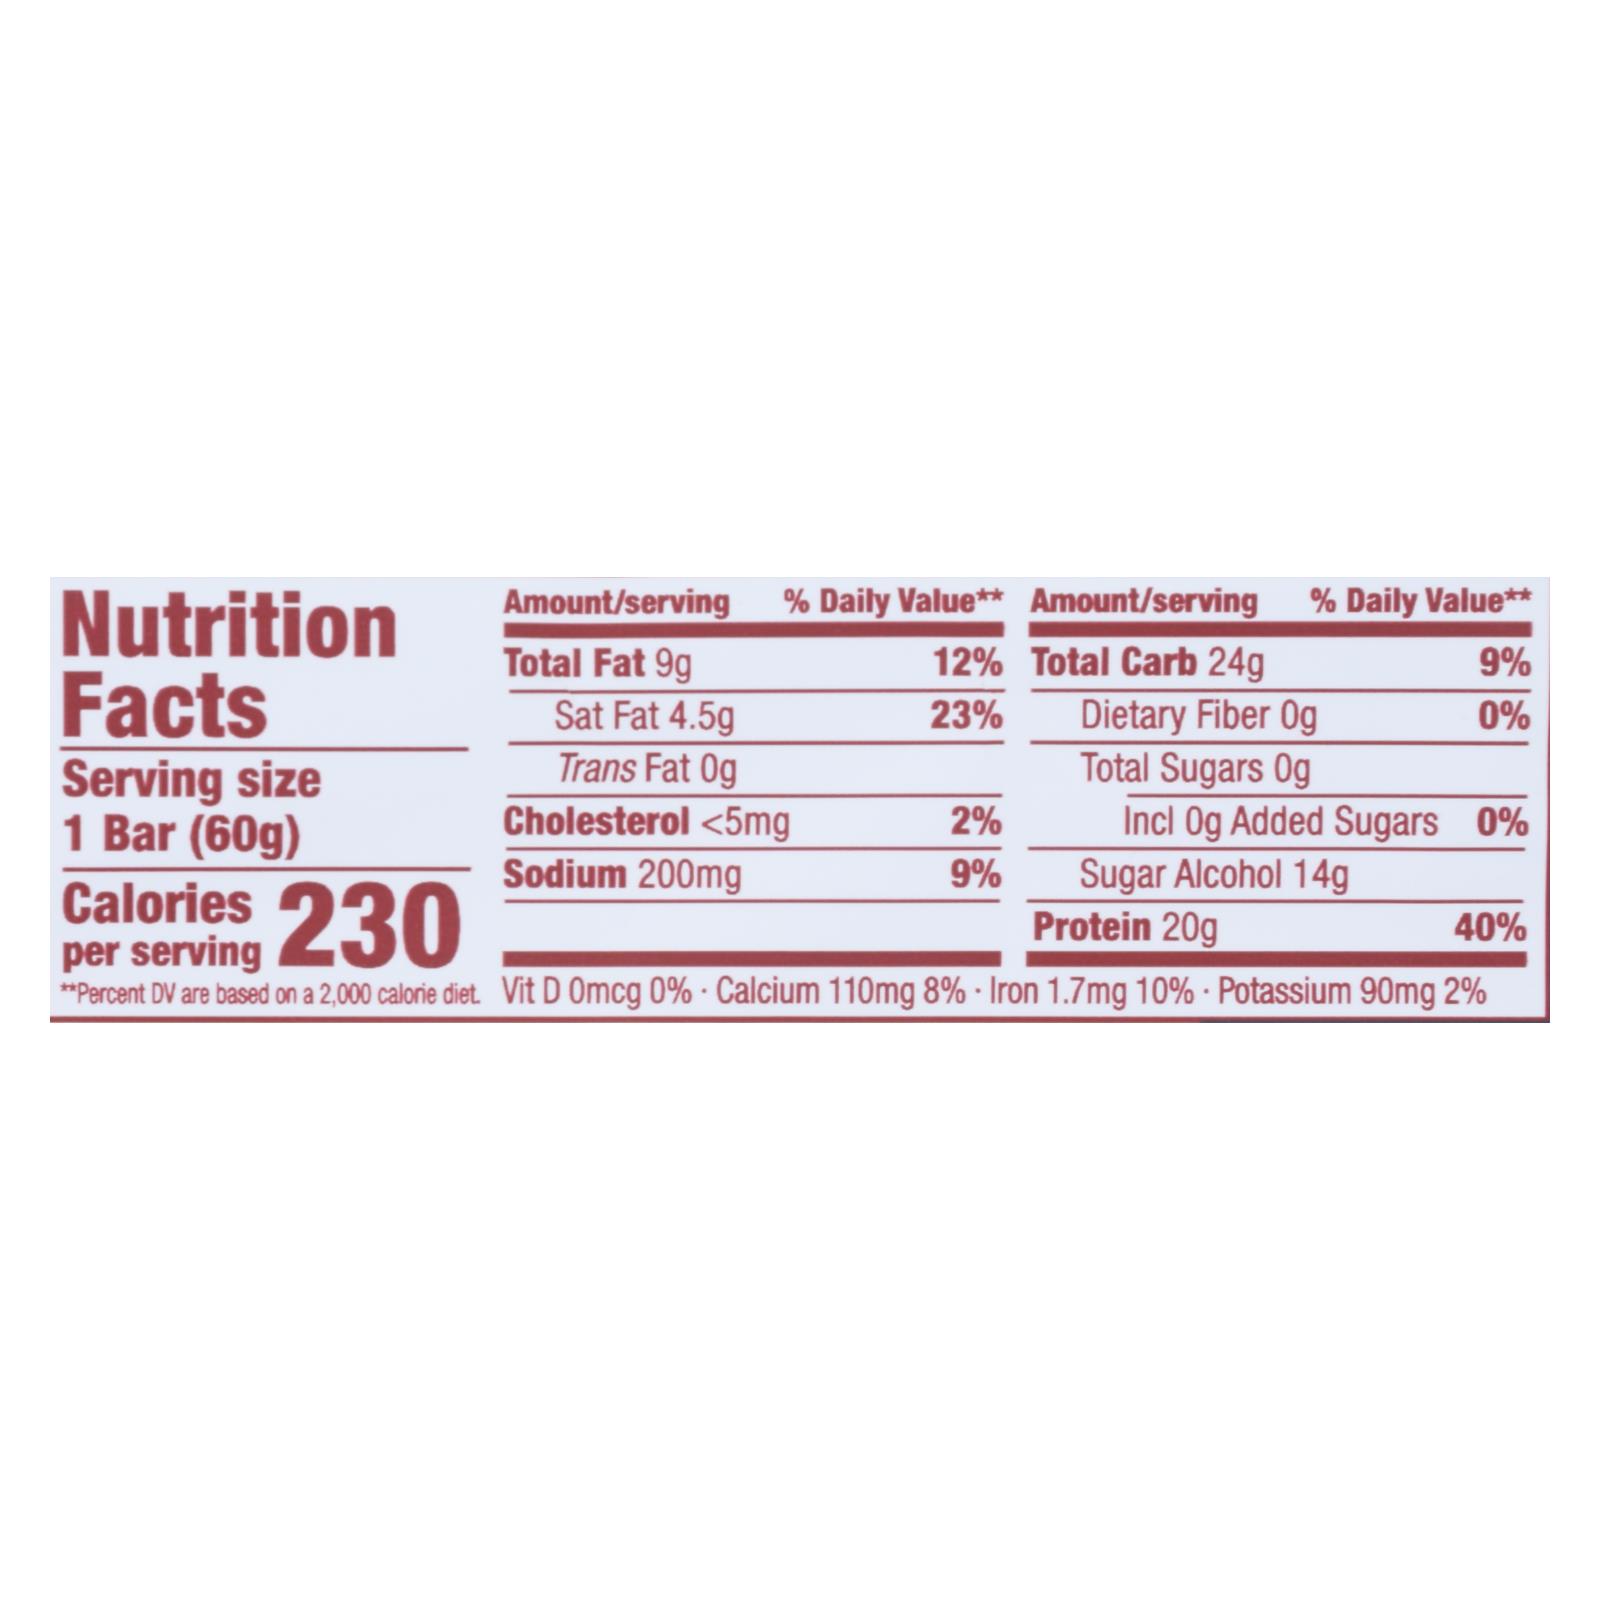 Nutrition
Facts
Serving size
1 Bar (60g)
Calories
per serving 230
**Percent DV are based on a 2,000 calorie diet.
Amount/serving % Daily Value**
Total Fat 9g 12%
Sat Fat 4.5g 23%
Trans Fat 0g
Cholesterol <5mg 2%
Sodium 200mg 9%
Amount/serving % Daily Value**
Total Carb 24g 9%
Dietary Fiber 0g 0%
Total Sugars 0g
Incl 0g Added Sugars 0%
Sugar Alcohol 14g
Protein 20g 40%
Vit D 0mcg 0% · Calcium 110mg 8% · Iron 1.7mg 10% · Potassium 90mg 2%